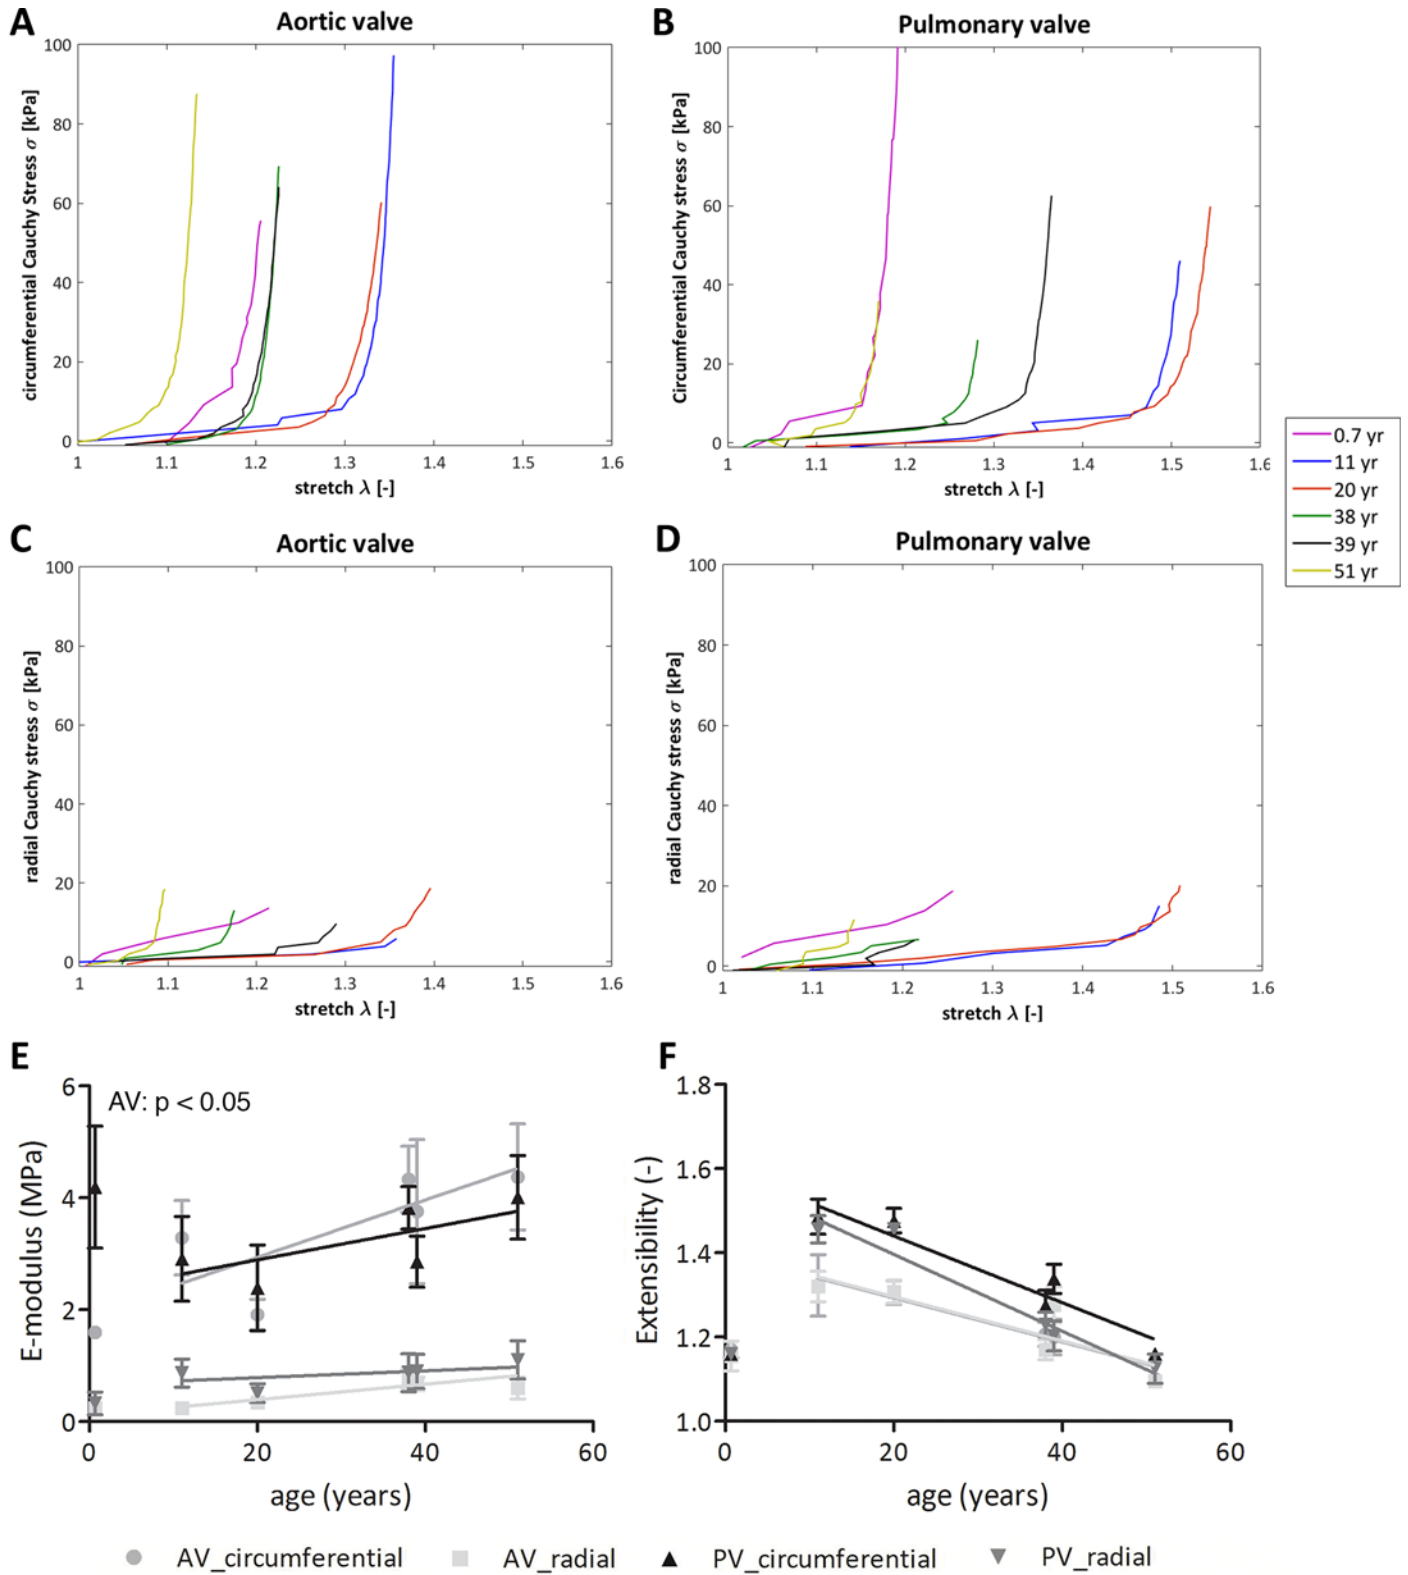 A
Aortic valve
circumferential Cauchy Stress σ [kPa]
100
80
60
40
20
0
1 1.1 1.2 1.3 1.4 1.5 1.6
stretch λ [-]
B
Pulmonary valve
Circumferential Cauchy stress σ [kPa]
100
80
60
40
20
0
1 1.1 1.2 1.3 1.4 1.5 1.6
stretch λ [-]
0.7 yr
11 yr
20 yr
38 yr
39 yr
51 yr
C
Aortic valve
radial Cauchy stress σ [kPa]
100
80
60
40
20
0
1 1.1 1.2 1.3 1.4 1.5 1.6
stretch λ [-]
D
Pulmonary valve
radial Cauchy stress σ [kPa]
100
80
60
40
20
0
1 1.1 1.2 1.3 1.4 1.5 1.6
stretch λ [-]
E
AV: p < 0.05
E-modulus (MPa)
6
4
2
0
0 20 40 60
age (years)
F
Extensibility (-)
1.8
1.6
1.4
1.2
1.0
0 20 40 60
age (years)
AV_circumferential AV_radial PV_circumferential PV_radial